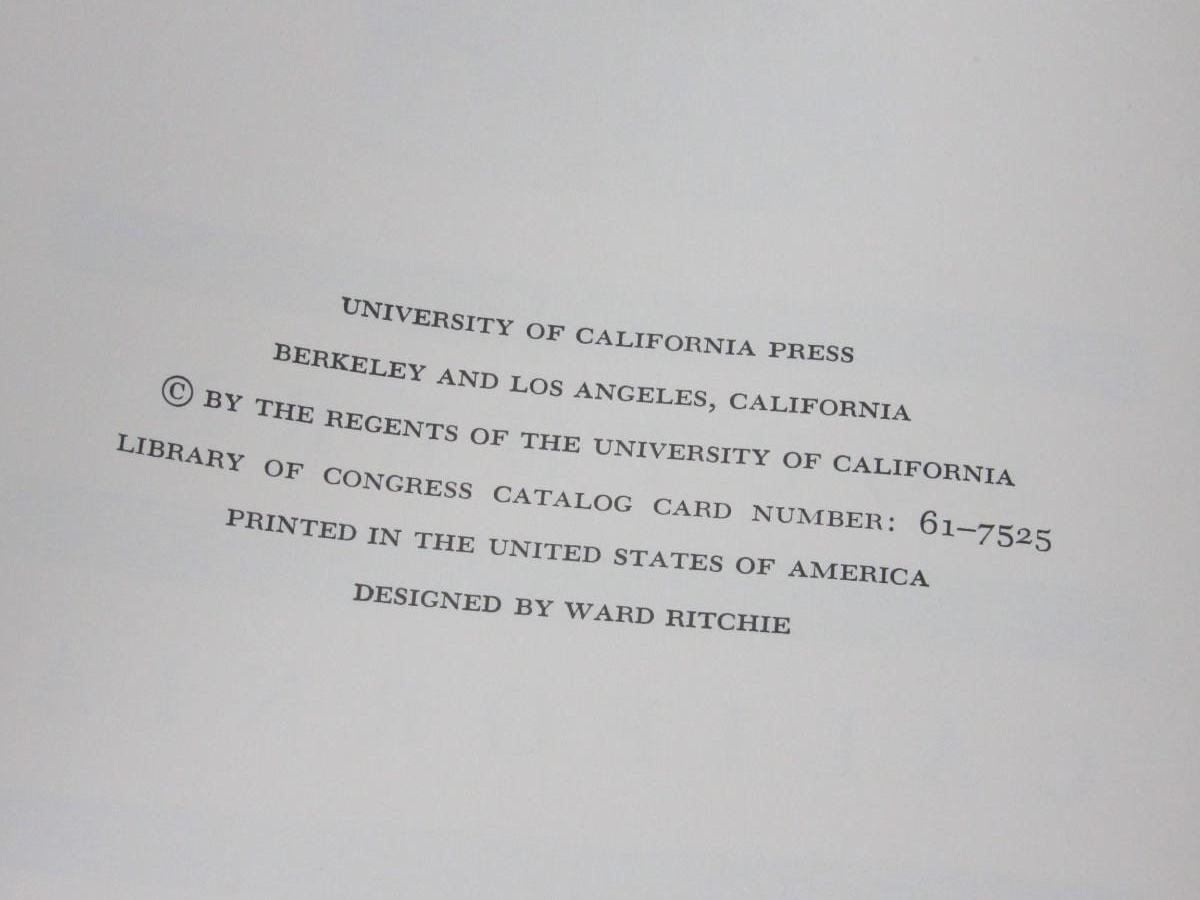 UNIVERSITY OF CALIFORNIA PRESS
BERKELEY AND LOS ANGELES, CALIFORNIA
© BY THE REGENTS OF THE UNIVERSITY OF CALIFORNIA
LIBRARY OF CONGRESS CATALOG CARD NUMBER: 61–7525
PRINTED IN THE UNITED STATES OF AMERICA
DESIGNED BY WARD RITCHIE